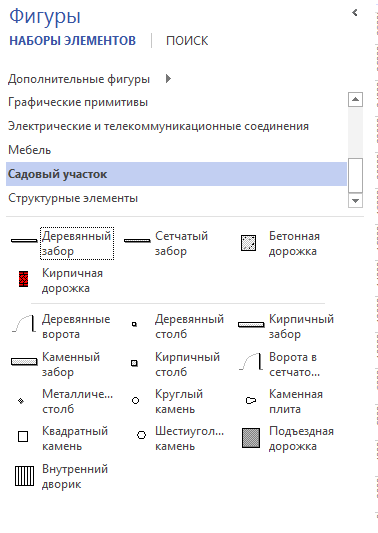 Фигуры
НАБОРЫ ЭЛЕМЕНТОВ ПОИСК
Дополнительные фигуры
Графические примитивы
Электрические и телекоммуникационные соединения
Мебель
Садовый участок
Структурные элементы
Деревянный забор
Сетчатый забор
Бетонная дорожка
Кирпичная дорожка
Деревянные ворота
Деревянный столб
Кирпичный забор
Каменный забор
Кирпичный столб
Ворота в сетчато...
Металличе... столб
Круглый камень
Каменная плита
Квадратный камень
Шестиугол... камень
Подъездная дорожка
Внутренний дворик